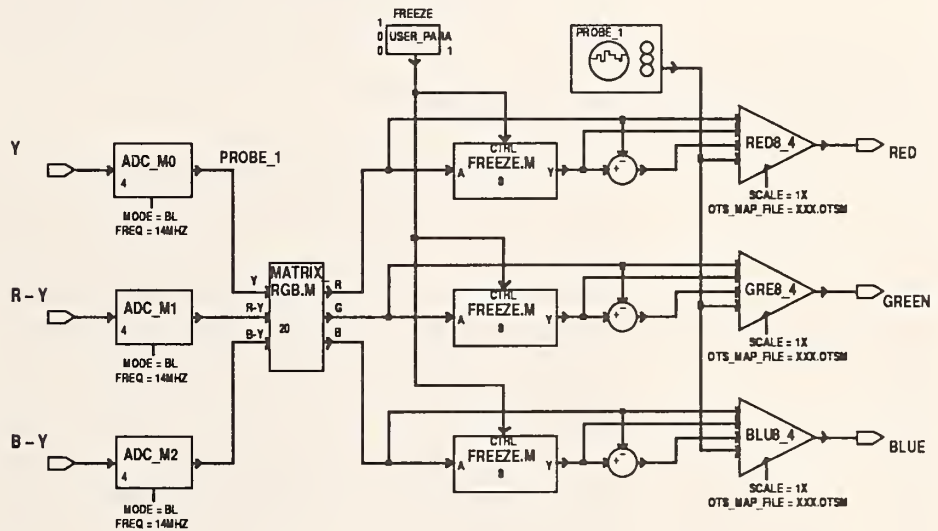 FREEZE
1
0 USER_PARA
0 1
PROBE_1
Y
ADC_M0
4
MODE = BL
FREQ = 14MHZ
PROBE_1
CTRL
FREEZE.M
A Y
8
+ -
RED8_4
RED
SCALE = 1X
OTS_MAP_FILE = XXX.OTSM
R-Y
ADC_M1
4
MODE = BL
FREQ = 14MHZ
MATRIX
RGB.M
Y R
R-Y G
B-Y B
20
CTRL
FREEZE.M
A Y
8
+ -
GRE8_4
GREEN
SCALE = 1X
OTS_MAP_FILE = XXX.OTSM
B-Y
ADC_M2
4
MODE = BL
FREQ = 14MHZ
CTRL
FREEZE.M
A Y
8
+ -
BLU8_4
BLUE
SCALE = 1X
OTS_MAP_FILE = XXX.OTSM